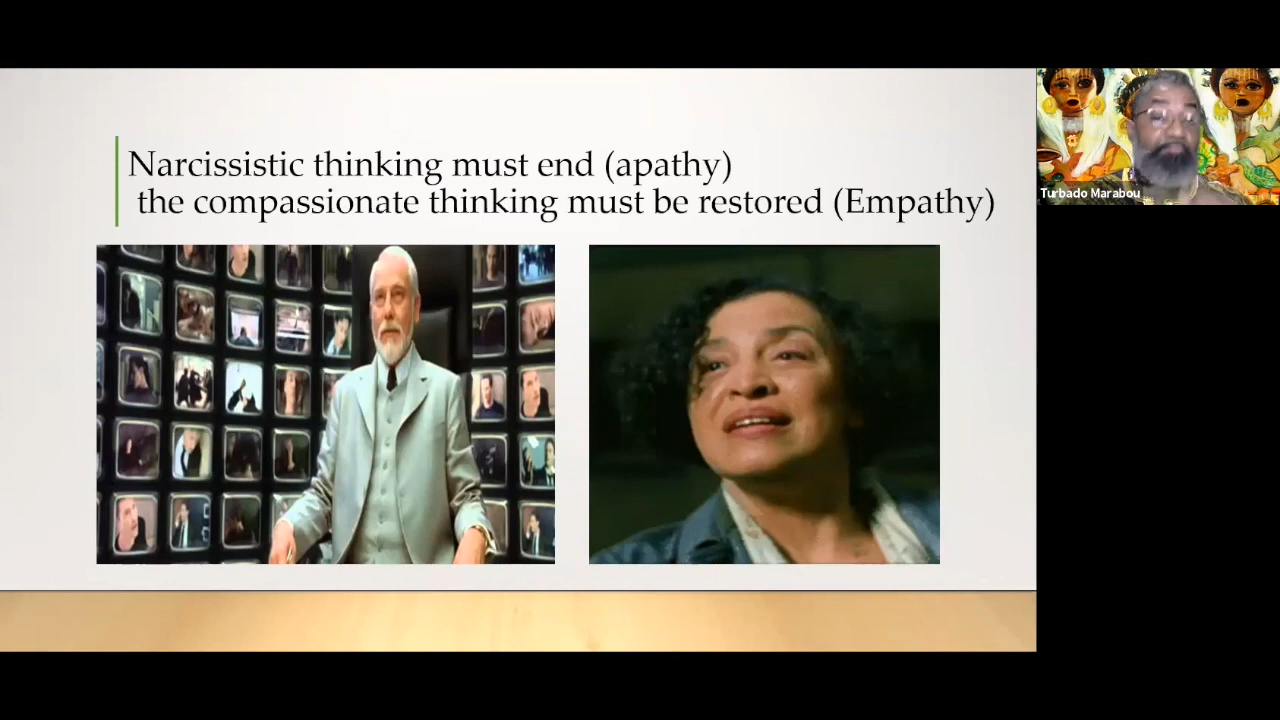 Narcissistic thinking must end (apathy)
the compassionate thinking must be restored (Empathy)
Turbado Marabou